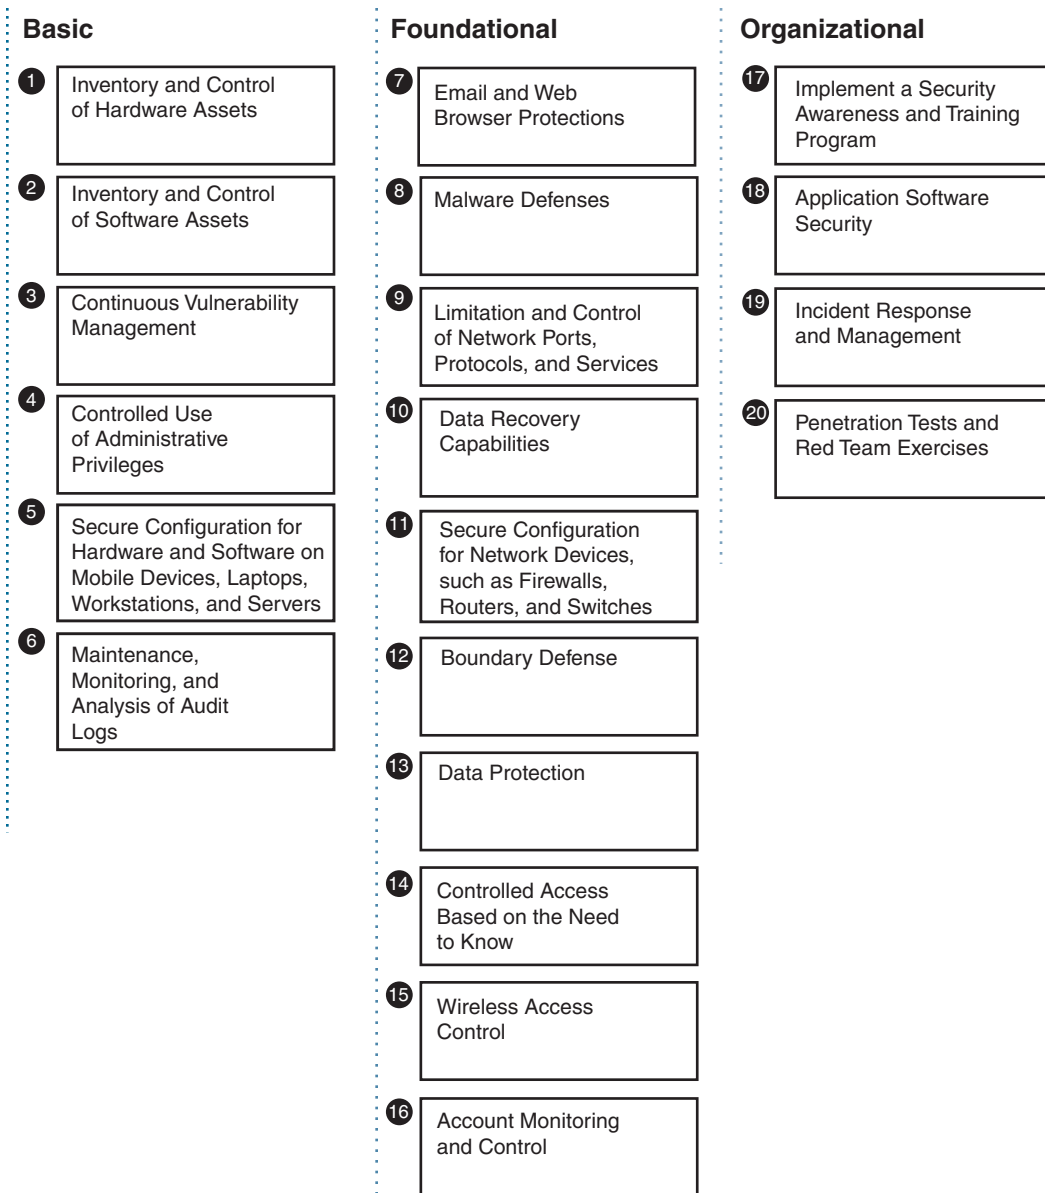 Basic
1
Inventory and Control
of Hardware Assets
2
Inventory and Control
of Software Assets
3
Continuous Vulnerability
Management
4
Controlled Use
of Administrative
Privileges
5
Secure Configuration for
Hardware and Software on
Mobile Devices, Laptops,
Workstations, and Servers
6
Maintenance,
Monitoring, and
Analysis of Audit
Logs
Foundational
7
Email and Web
Browser Protections
8
Malware Defenses
9
Limitation and Control
of Network Ports,
Protocols, and Services
10
Data Recovery
Capabilities
11
Secure Configuration
for Network Devices,
such as Firewalls,
Routers, and Switches
12
Boundary Defense
13
Data Protection
14
Controlled Access
Based on the Need
to Know
15
Wireless Access
Control
16
Account Monitoring
and Control
Organizational
17
Implement a Security
Awareness and Training
Program
18
Application Software
Security
19
Incident Response
and Management
20
Penetration Tests and
Red Team Exercises